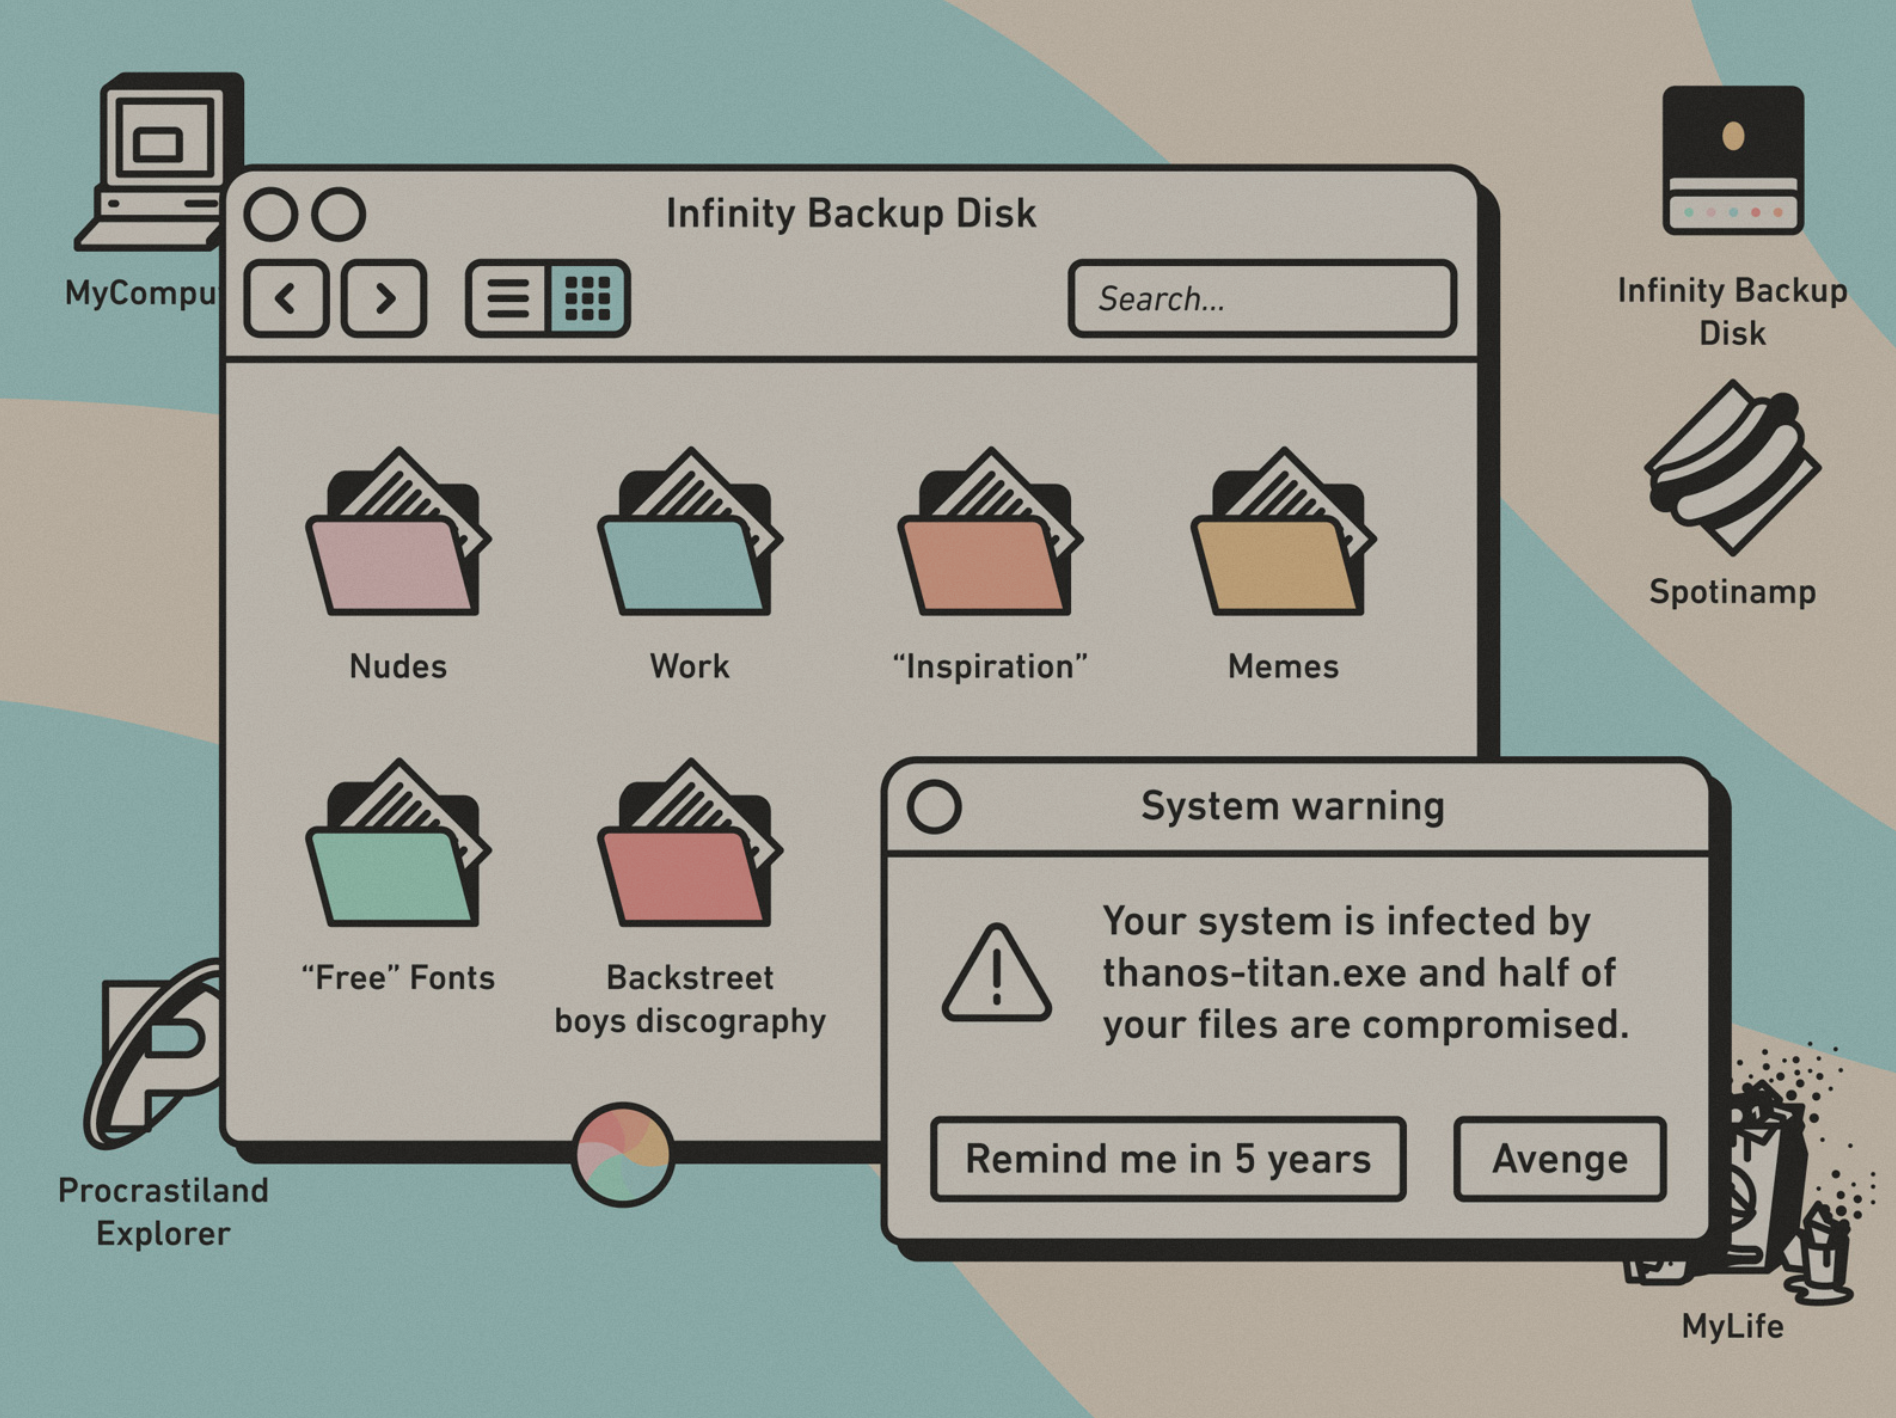 MyCompu
Infinity Backup Disk
Search...
Nudes
Work
“Inspiration”
Memes
“Free” Fonts
Backstreet
boys discography
System warning
Your system is infected by
thanos-titan.exe and half of
your files are compromised.
Remind me in 5 years
Avenge
Infinity Backup
Disk
Spotinamp
Procrastiland
Explorer
MyLife